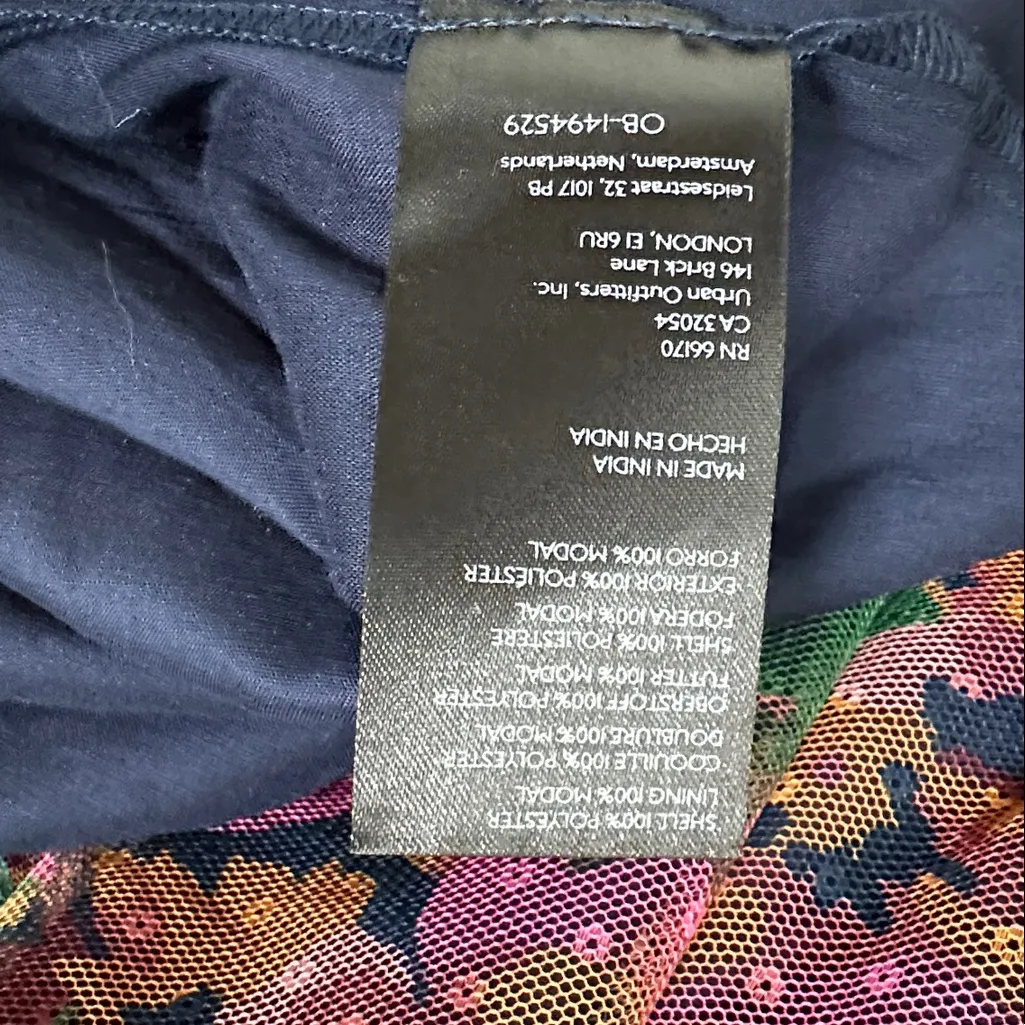 SHELL 100% POLYESTER
LINING 100% MODAL
COQUILLE 100% POLYESTER
DOUBLURE 100% MODAL
OBERSTOFF 100% POLYESTER
FUTTER 100% MODAL
SHELL 100% POLIESTERE
FODERA 100% MODAL
EXTERIOR 100% POLIÉSTER
FORRO 100% MODAL
MADE IN INDIA
HECHO EN INDIA
RN 66170
CA 32054
Urban Outfitters, Inc.
146 Brick Lane
LONDON, E1 6RU
Leidsestraat 32, 1017 PB
Amsterdam, Netherlands
OB-1494529